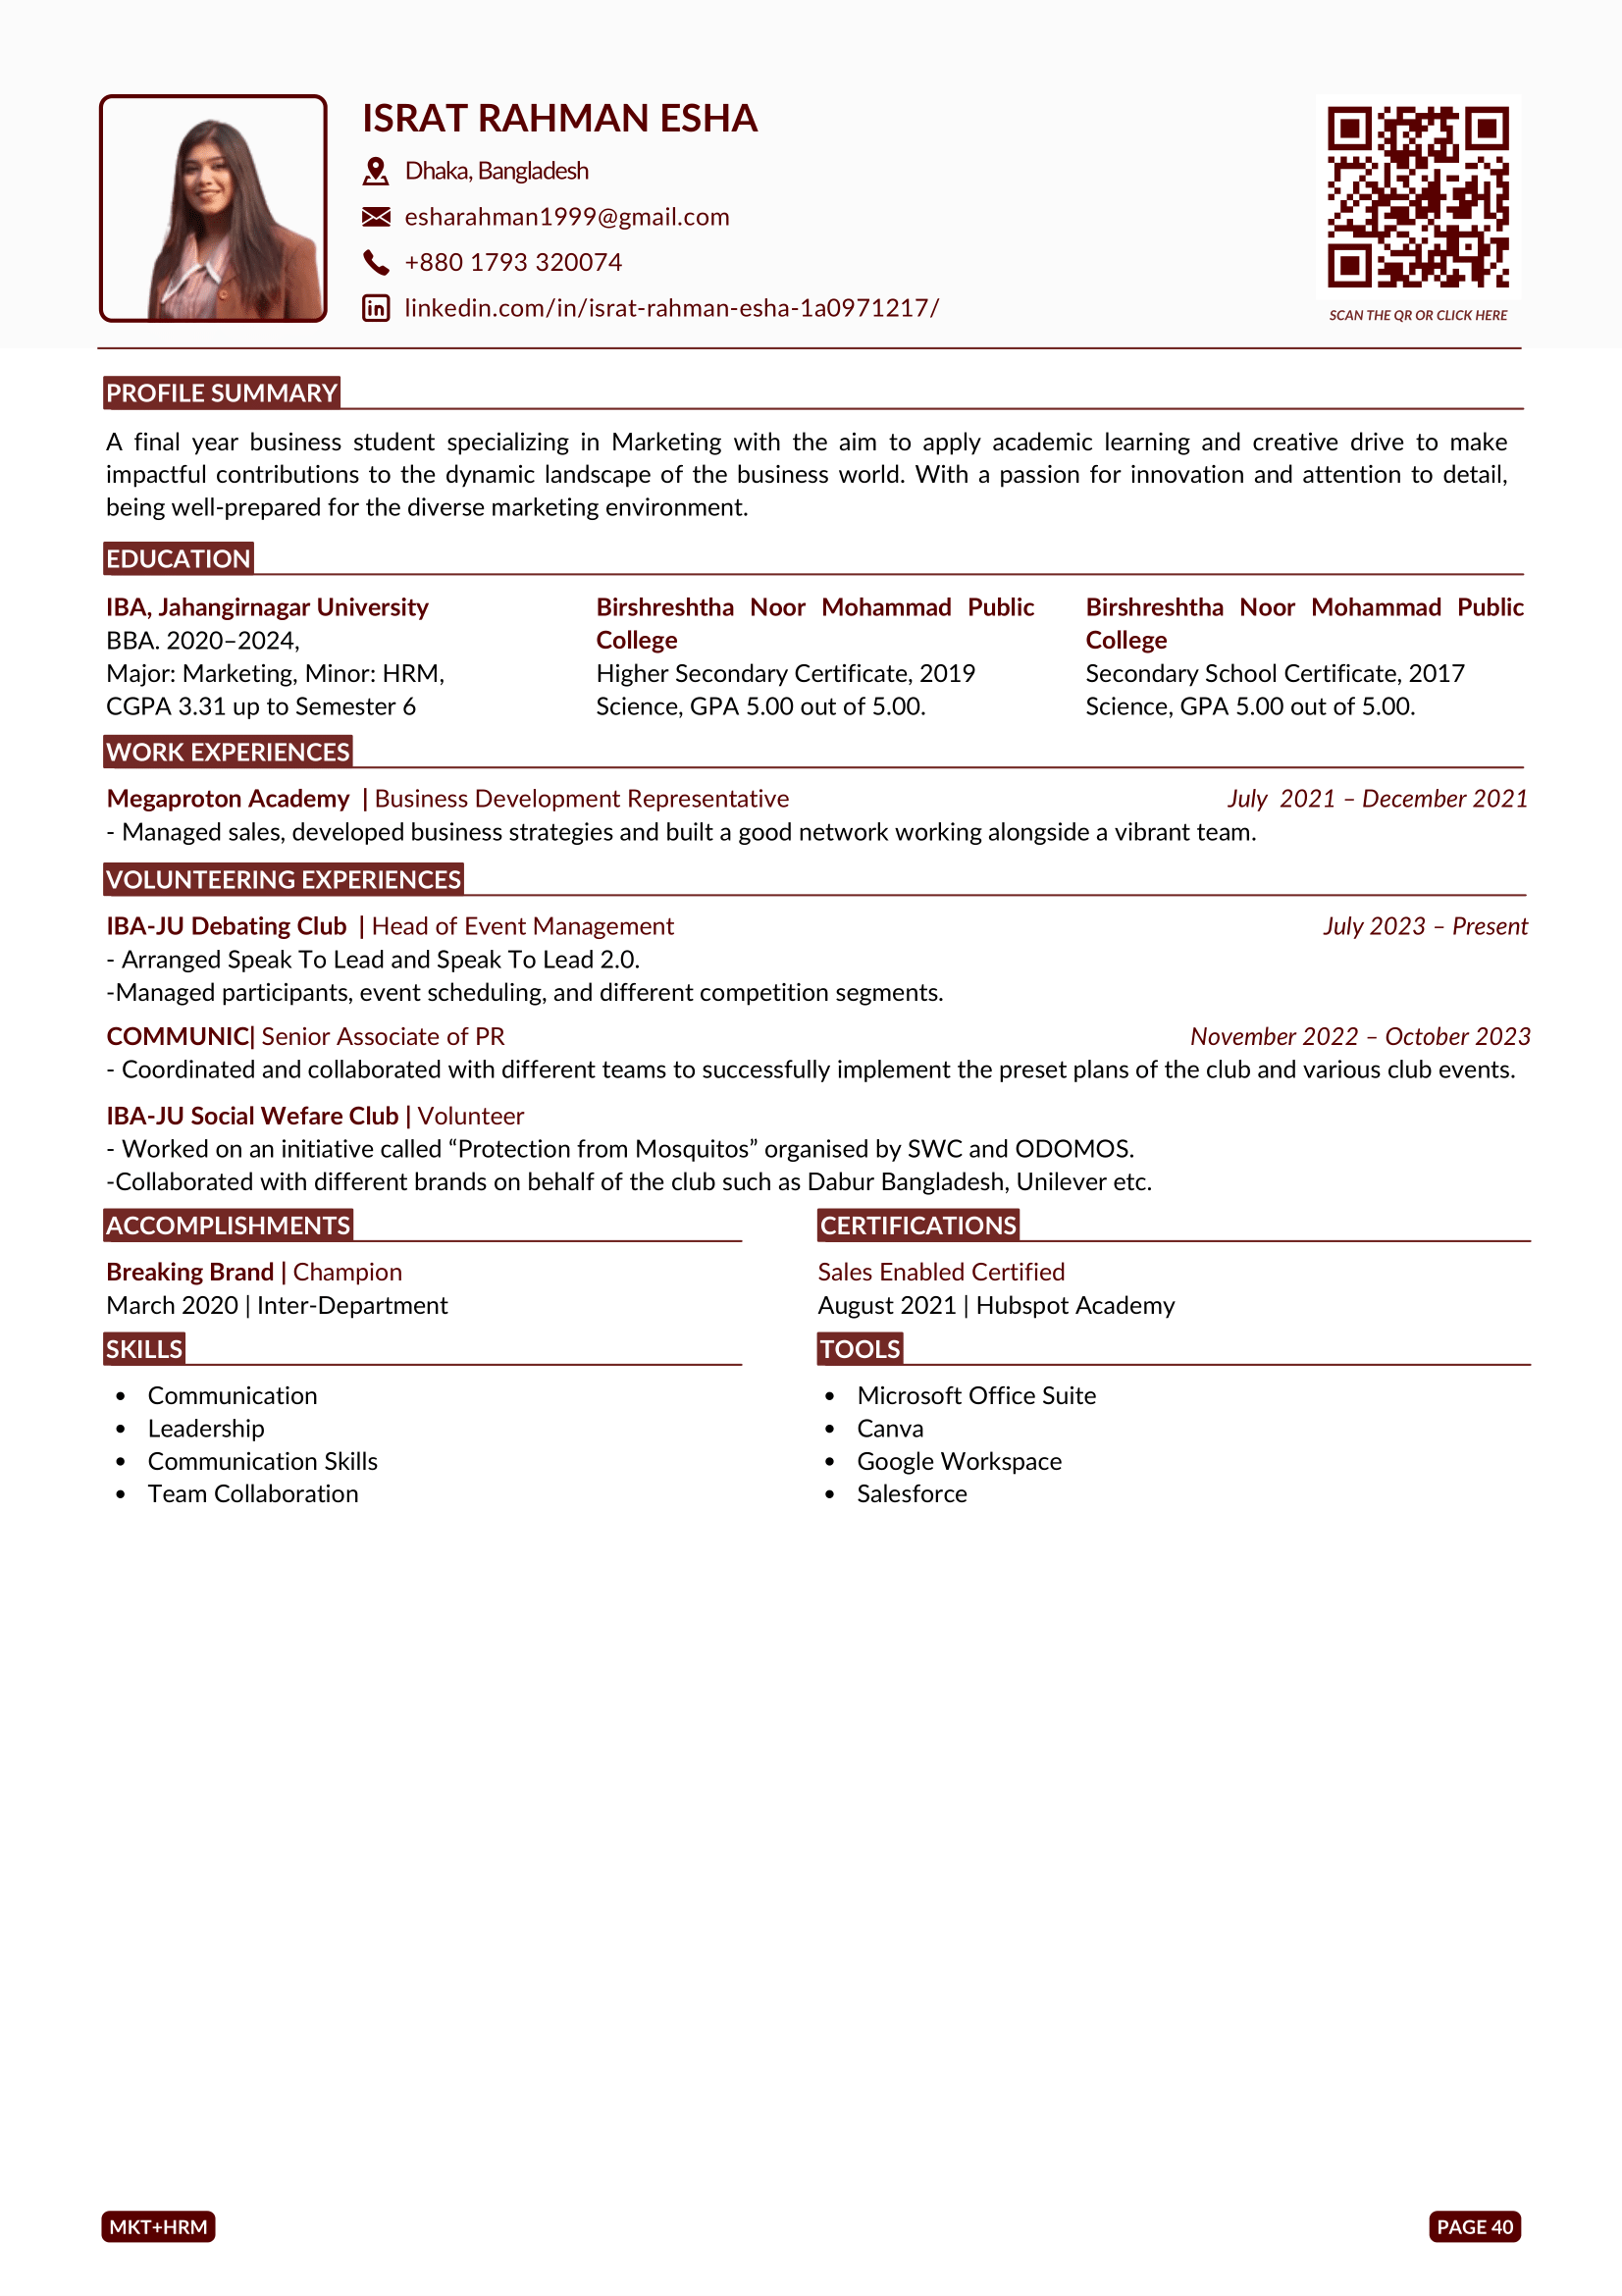 ISRAT RAHMAN ESHA
Dhaka, Bangladesh
esharahman1999@gmail.com
+880 1793 320074
linkedin.com/in/israt-rahman-esha-1a0971217/
SCAN THE QR OR CLICK HERE
PROFILE SUMMARY
A final year business student specializing in Marketing with the aim to apply academic learning and creative drive to make
impactful contributions to the dynamic landscape of the business world. With a passion for innovation and attention to detail,
being well-prepared for the diverse marketing environment.
EDUCATION
IBA, Jahangirnagar University
BBA. 2020–2024,
Major: Marketing, Minor: HRM,
CGPA 3.31 up to Semester 6
Birshreshtha Noor Mohammad Public
College
Higher Secondary Certificate, 2019
Science, GPA 5.00 out of 5.00.
Birshreshtha Noor Mohammad Public
College
Secondary School Certificate, 2017
Science, GPA 5.00 out of 5.00.
WORK EXPERIENCES
Megaproton Academy | Business Development Representative July 2021 – December 2021
- Managed sales, developed business strategies and built a good network working alongside a vibrant team.
VOLUNTEERING EXPERIENCES
IBA-JU Debating Club | Head of Event Management July 2023 – Present
- Arranged Speak To Lead and Speak To Lead 2.0.
-Managed participants, event scheduling, and different competition segments.
COMMUNIC| Senior Associate of PR November 2022 – October 2023
- Coordinated and collaborated with different teams to successfully implement the preset plans of the club and various club events.
IBA-JU Social Wefare Club | Volunteer
- Worked on an initiative called “Protection from Mosquitos” organised by SWC and ODOMOS.
-Collaborated with different brands on behalf of the club such as Dabur Bangladesh, Unilever etc.
ACCOMPLISHMENTS
Breaking Brand | Champion
March 2020 | Inter-Department
CERTIFICATIONS
Sales Enabled Certified
August 2021 | Hubspot Academy
SKILLS
• Communication
• Leadership
• Communication Skills
• Team Collaboration
TOOLS
• Microsoft Office Suite
• Canva
• Google Workspace
• Salesforce
MKT+HRM
PAGE 40